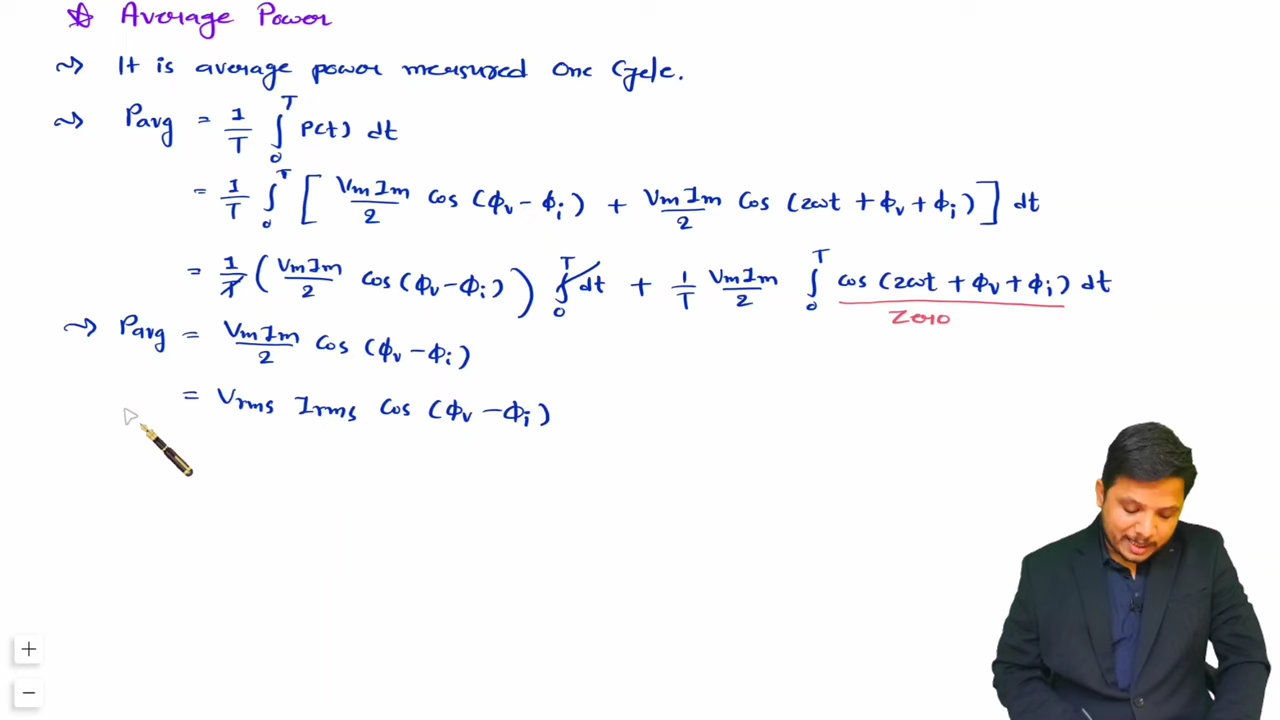 ☆ Average Power
⤳ It is average power measured One Cycle.
⤳ Pavg = 1/T ∫₀ᵀ P(t) dt
= 1/T ∫₀ᵀ [ VmIm/2 cos (ϕv - ϕi) + VmIm/2 cos (2ωt + ϕv + ϕi) ] dt
= 1/T ( VmIm/2 cos (ϕv - ϕi) ) ∫₀ᵀ dt + 1/T VmIm/2 ∫₀ᵀ cos (2ωt + ϕv + ϕi) dt
Zero
⤳ Pavg = VmIm/2 cos (ϕv - ϕi)
= Vrms Irms cos (ϕv - ϕi)
+
−